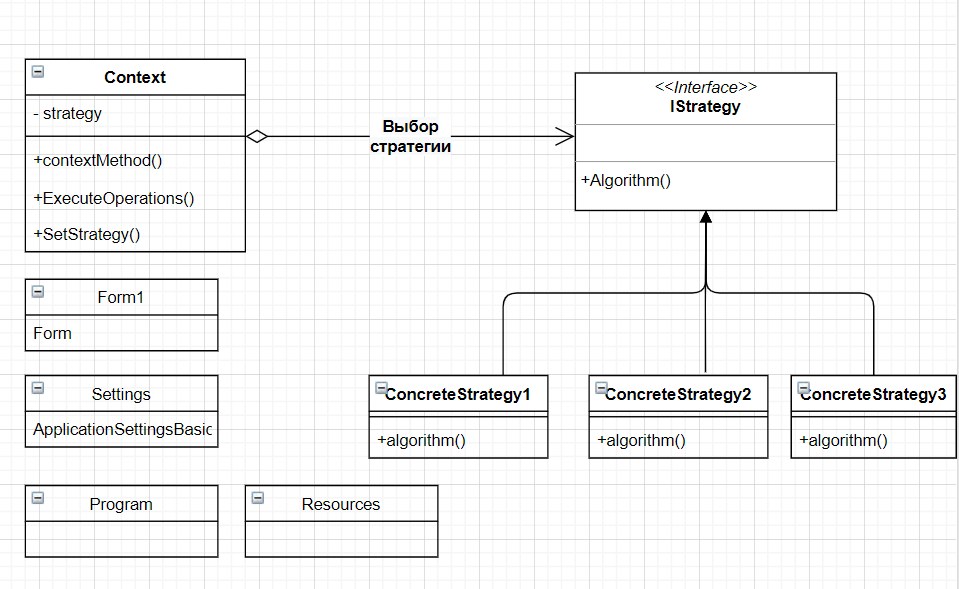 Context
- strategy
+contextMethod()
+ExecuteOperations()
+SetStrategy()
Выбор
стратегии
<<Interface>>
IStrategy
+Algorithm()
Form1
Form
Settings
ApplicationSettingsBasic
Program
Resources
ConcreteStrategy1
+algorithm()
ConcreteStrategy2
+algorithm()
ConcreteStrategy3
+algorithm()